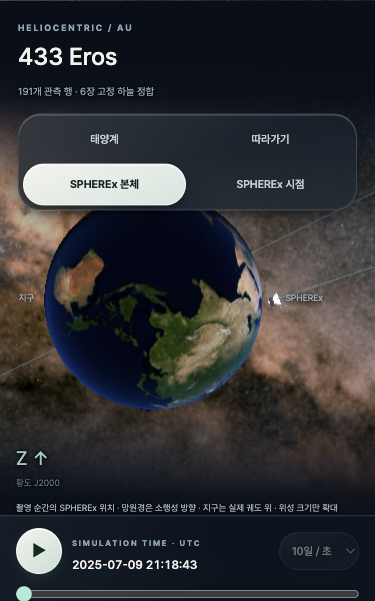 HELIOCENTRIC / AU
433 Eros
191개 관측 행 · 6장 고정 하늘 정합
태양계 따라가기
SPHEREx 본체 SPHEREx 시점
지구 SPHEREx
Z ↑
황도 J2000
촬영 순간의 SPHEREx 위치 · 망원경은 소행성 방향 · 지구는 실제 궤도 위 · 위성 크기만 확대
SIMULATION TIME · UTC
10일 / 초
2025-07-09 21:18:43